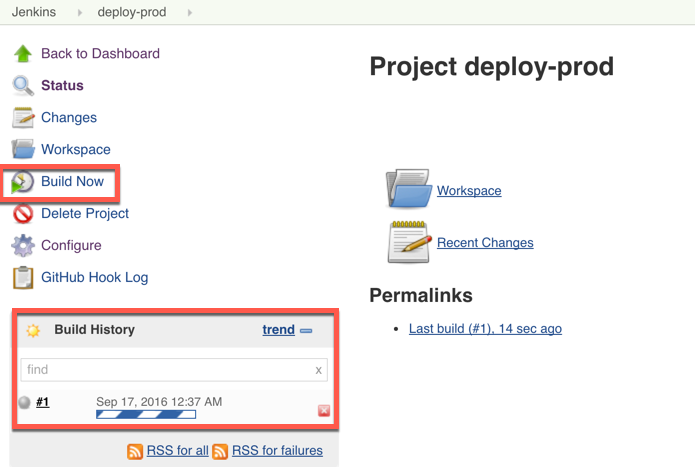 Jenkins deploy-prod
Back to Dashboard
Status
Changes
Workspace
Build Now
Delete Project
Configure
GitHub Hook Log
Build History trend
find x
#1 Sep 17, 2016 12:37 AM
RSS for all RSS for failures
Project deploy-prod
Workspace
Recent Changes
Permalinks
• Last build (#1), 14 sec ago